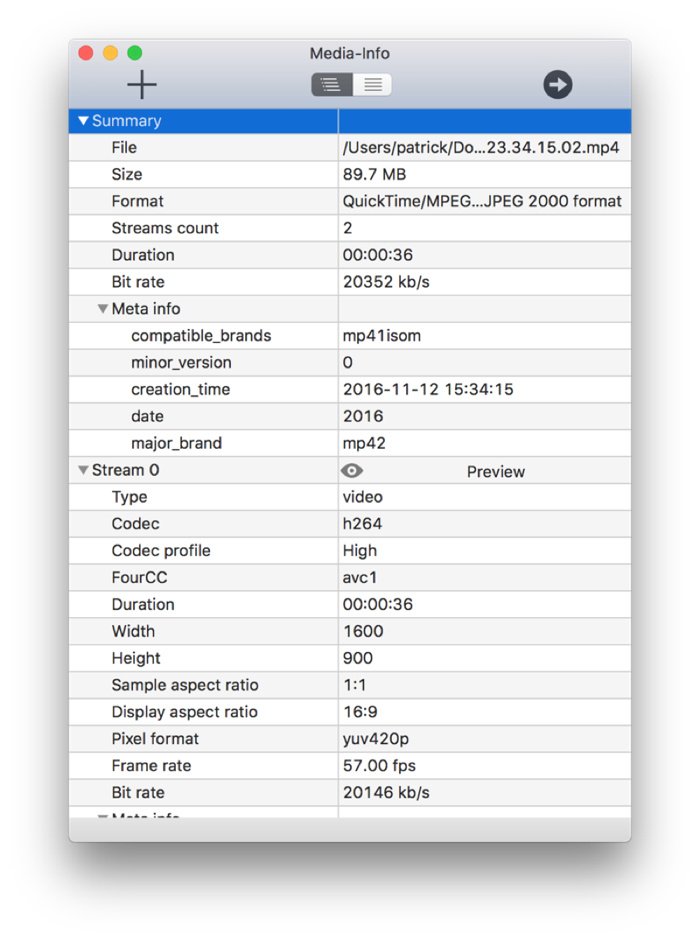 Media-Info
Summary
File /Users/patrick/Do...23.34.15.02.mp4
Size 89.7 MB
Format QuickTime/MPEG...JPEG 2000 format
Streams count 2
Duration 00:00:36
Bit rate 20352 kb/s
Meta info
compatible_brands mp41isom
minor_version 0
creation_time 2016-11-12 15:34:15
date 2016
major_brand mp42
Stream 0 Preview
Type video
Codec h264
Codec profile High
FourCC avc1
Duration 00:00:36
Width 1600
Height 900
Sample aspect ratio 1:1
Display aspect ratio 16:9
Pixel format yuv420p
Frame rate 57.00 fps
Bit rate 20146 kb/s
Meta info